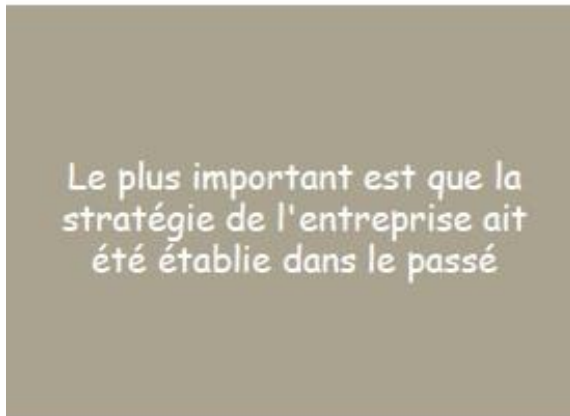 Le plus important est que la
stratégie de l'entreprise ait
été établie dans le passé